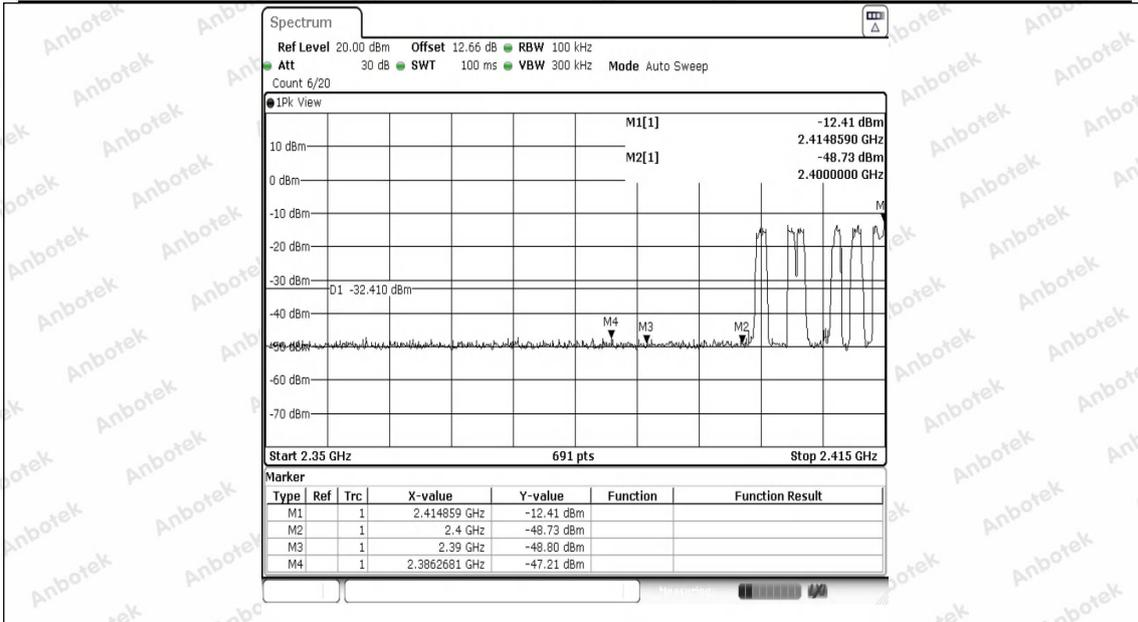 Spectrum
Ref Level 20.00 dBm Offset 12.66 dB RBW 100 kHz
Att 30 dB SWT 100 ms VBW 300 kHz Mode Auto Sweep
Count 6/20
1Pk View
M1[1] -12.41 dBm
2.4148590 GHz
M2[1] -48.73 dBm
2.4000000 GHz
10 dBm
0 dBm
-10 dBm
M
-20 dBm
-30 dBm
D1 -32.410 dBm
-40 dBm
M4 M3 M2
-50 dBm
-60 dBm
-70 dBm
Start 2.35 GHz 691 pts Stop 2.415 GHz
Marker
Type Ref Trc X-value Y-value Function Function Result
M1 1 2.414859 GHz -12.41 dBm
M2 1 2.4 GHz -48.73 dBm
M3 1 2.39 GHz -48.80 dBm
M4 1 2.3862681 GHz -47.21 dBm
Anbotek